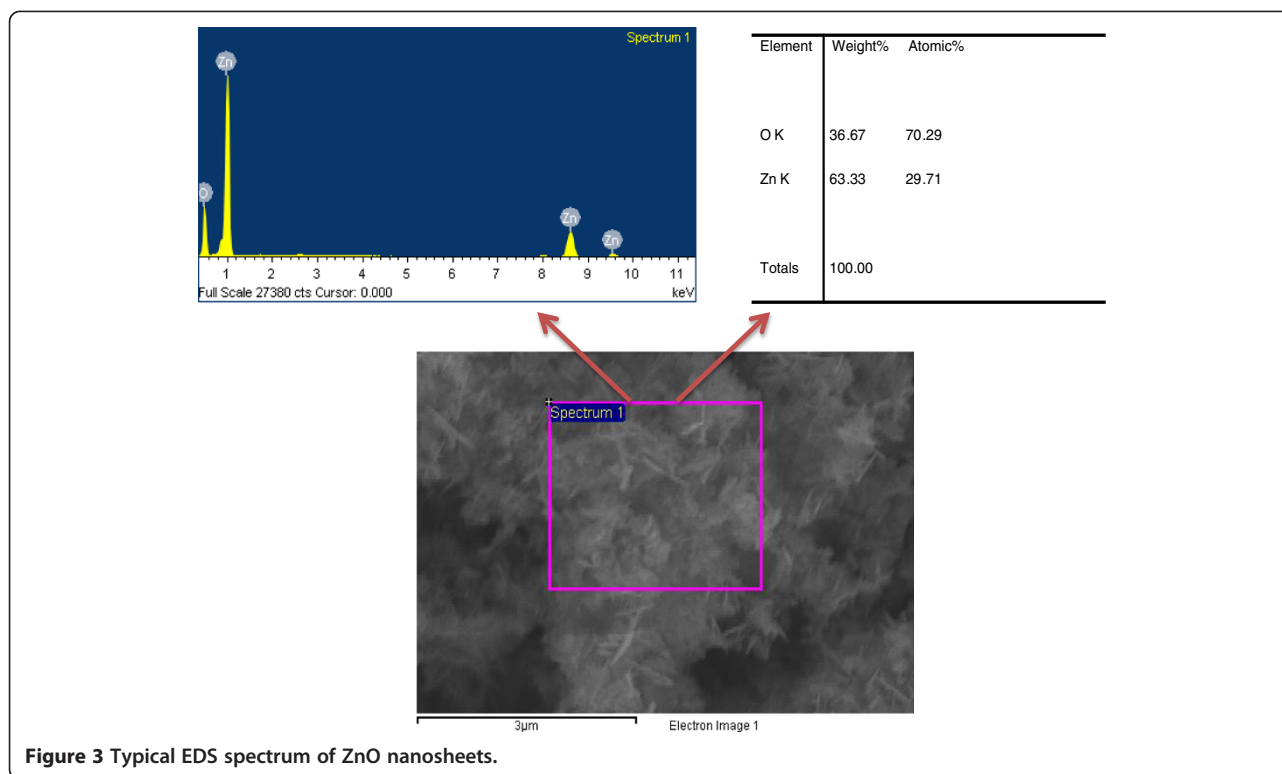 Spectrum 1
Zn
O
Zn
Zn
1 2 3 4 5 6 7 8 9 10 11
Full Scale 27380 cts Cursor: 0.000 keV
Element Weight% Atomic%
O K 36.67 70.29
Zn K 63.33 29.71
Totals 100.00
Spectrum 1
3µm Electron Image 1
Figure 3 Typical EDS spectrum of ZnO nanosheets.